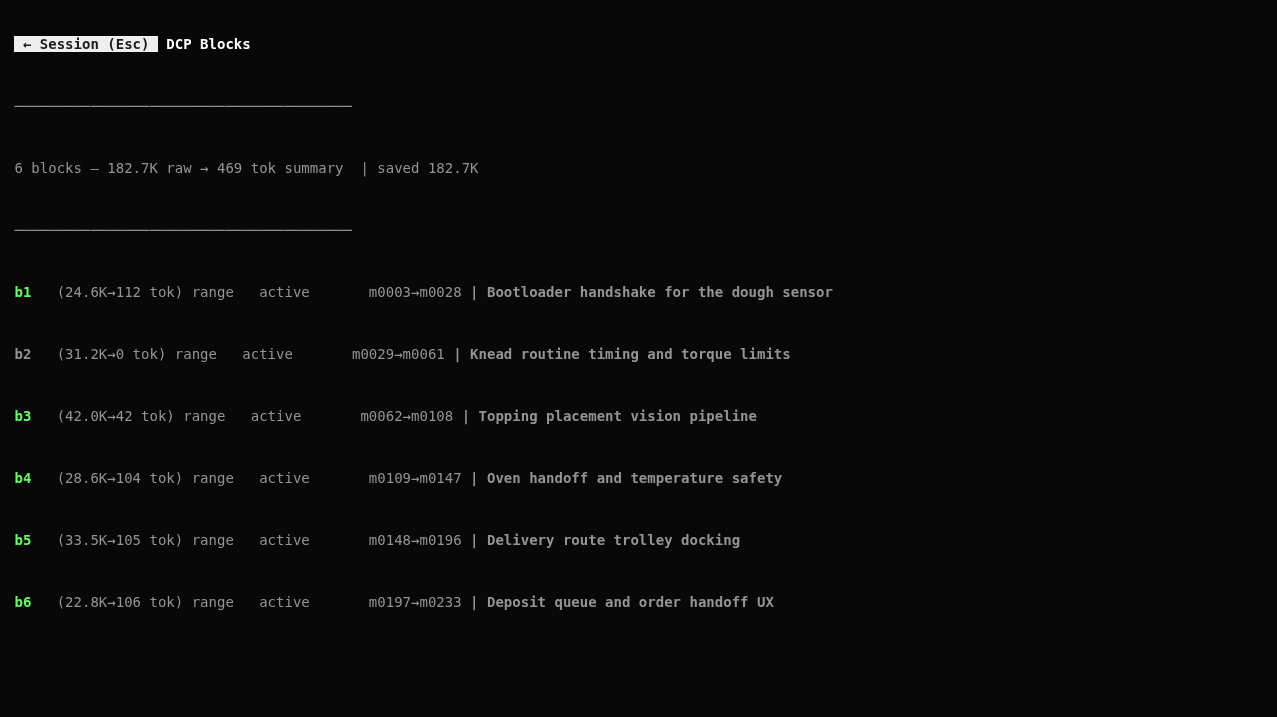 ← Session (Esc) DCP Blocks
────────────────────────────────────────
6 blocks — 182.7K raw → 469 tok summary | saved 182.7K
────────────────────────────────────────
b1 (24.6K→112 tok) range active m0003→m0028 | Bootloader handshake for the dough sensor
b2 (31.2K→0 tok) range active m0029→m0061 | Knead routine timing and torque limits
b3 (42.0K→42 tok) range active m0062→m0108 | Topping placement vision pipeline
b4 (28.6K→104 tok) range active m0109→m0147 | Oven handoff and temperature safety
b5 (33.5K→105 tok) range active m0148→m0196 | Delivery route trolley docking
b6 (22.8K→106 tok) range active m0197→m0233 | Deposit queue and order handoff UX